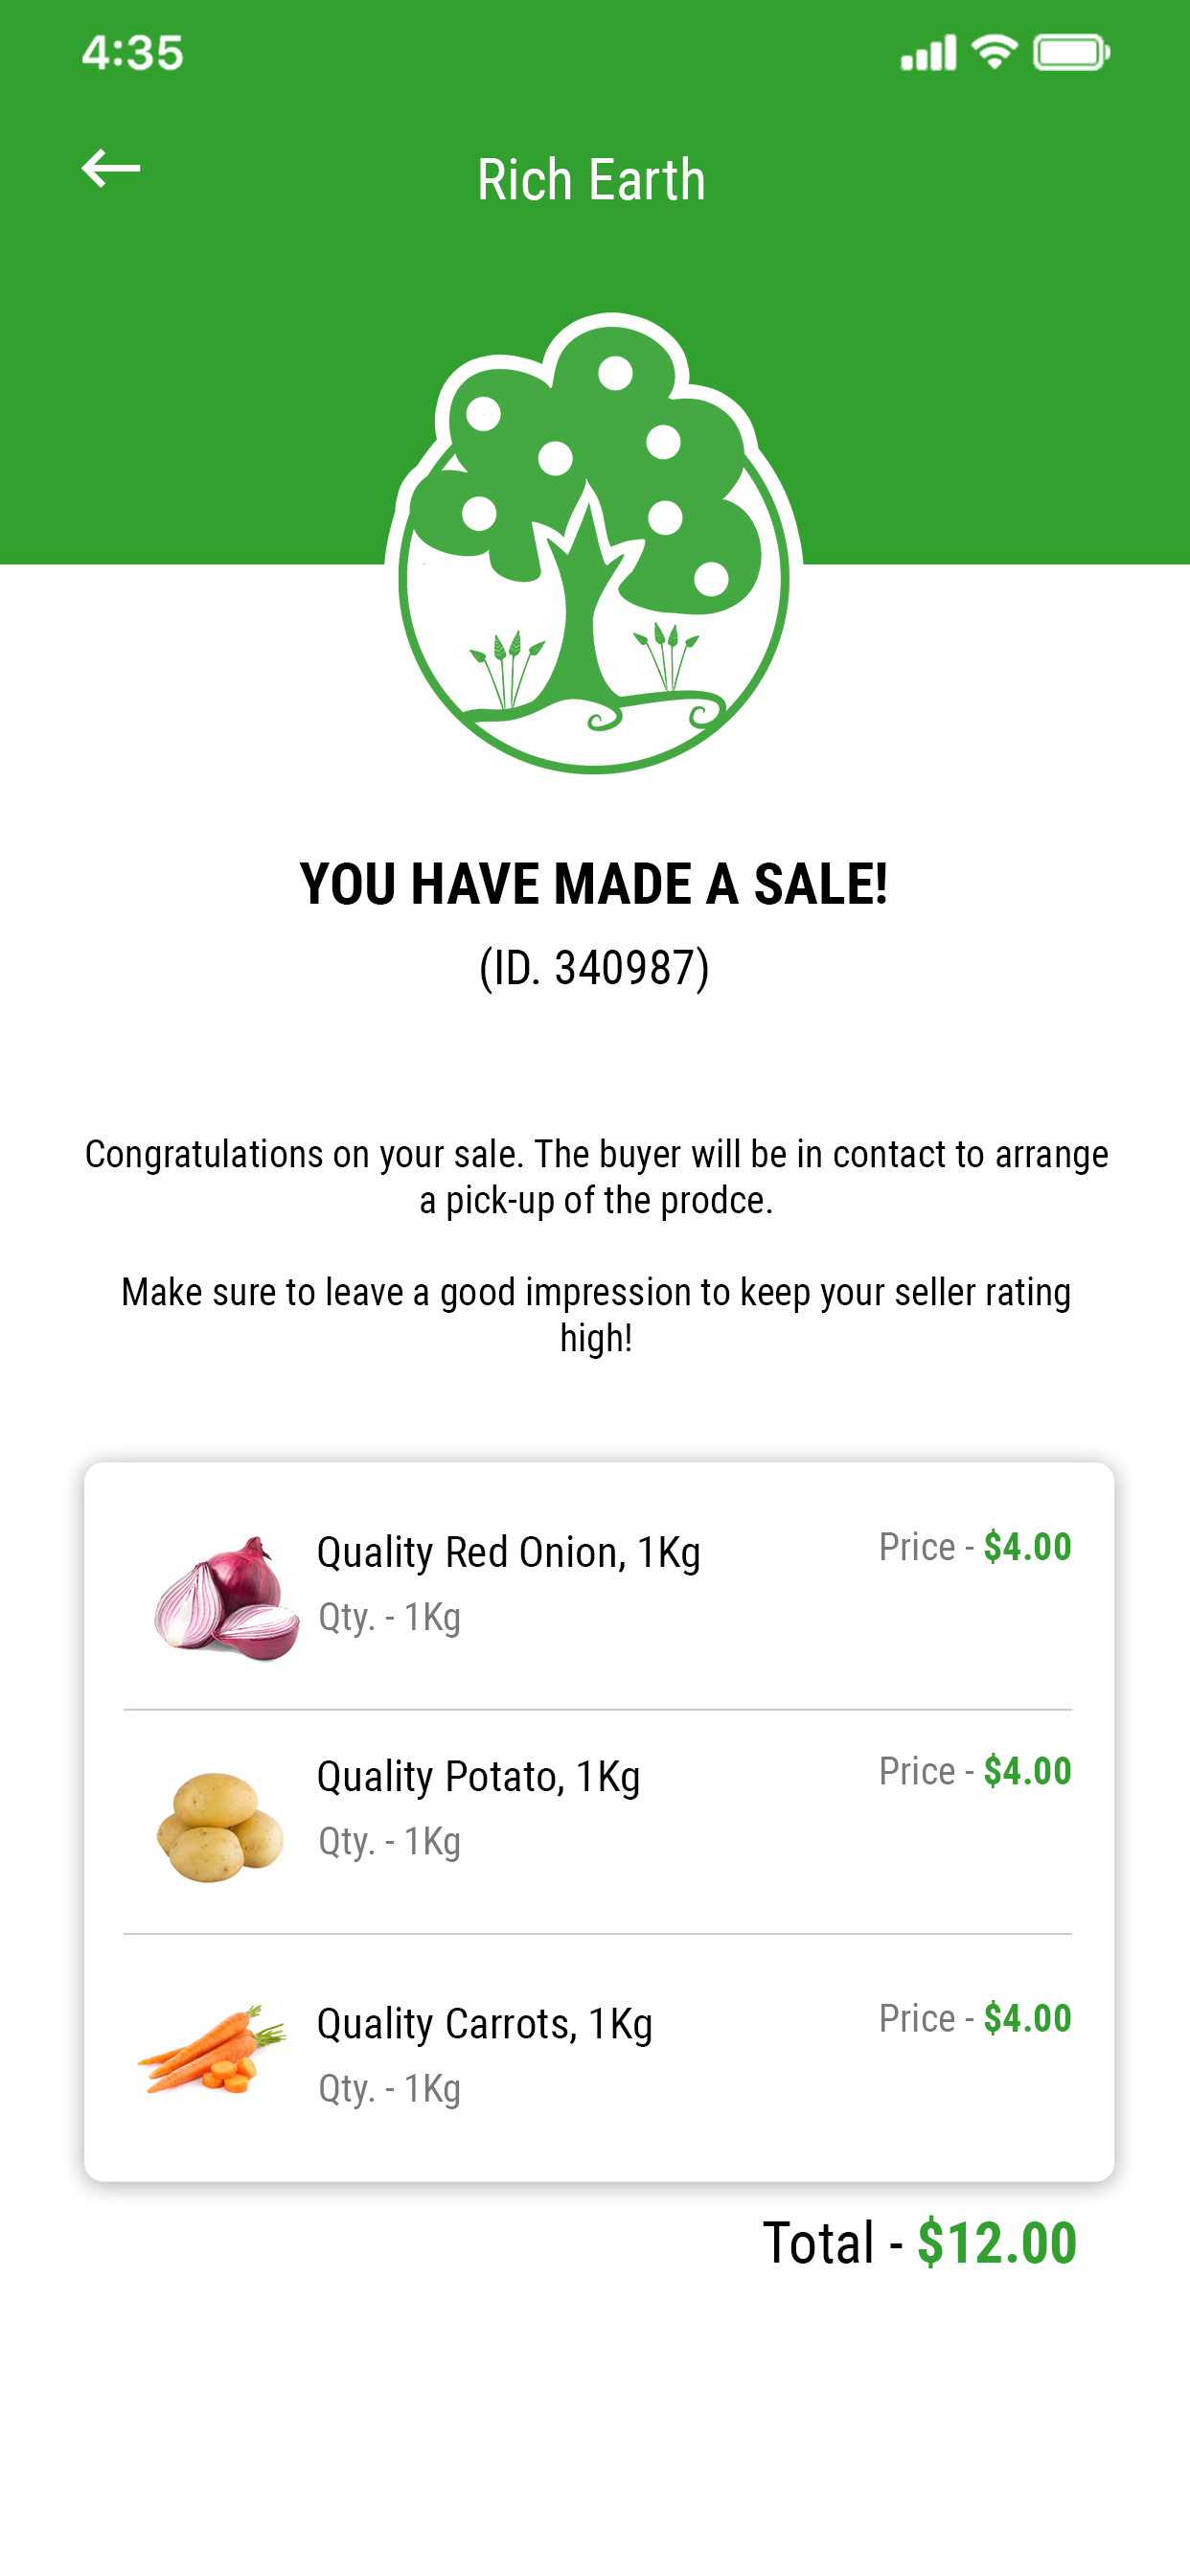 4:35
Rich Earth
YOU HAVE MADE A SALE!
(ID. 340987)
Congratulations on your sale. The buyer will be in contact to arrange
a pick-up of the prodce.
Make sure to leave a good impression to keep your seller rating
high!
Quality Red Onion, 1Kg
Price - $4.00
Qty. - 1Kg
Quality Potato, 1Kg
Price - $4.00
Qty. - 1Kg
Quality Carrots, 1Kg
Price - $4.00
Qty. - 1Kg
Total - $12.00